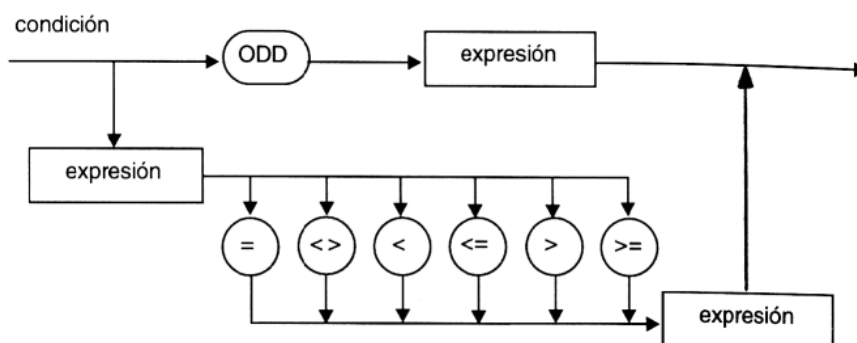 condición
ODD
expresión
expresión
=
<>
<
<=
>
>=
expresión